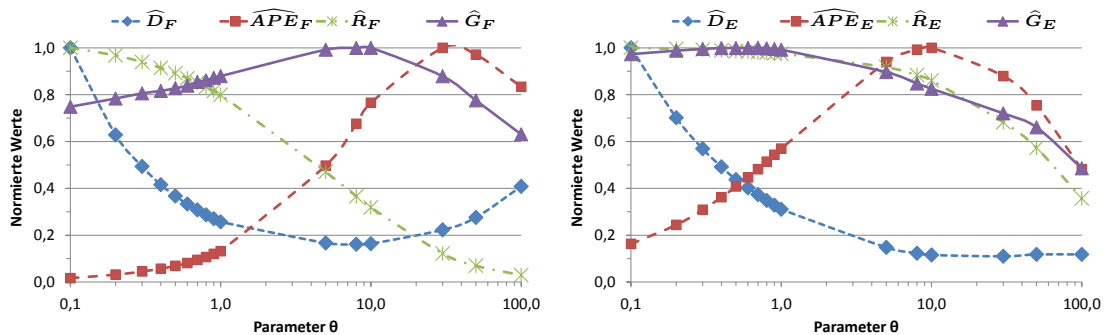 D̂_F  ÂPE_F  R̂_F  Ĝ_F
1,0
0,8
0,6
0,4
0,2
0,0
Normierte Werte
0,1 1,0 10,0 100,0
Parameter θ
D̂_E  ÂPE_E  R̂_E  Ĝ_E
1,0
0,8
0,6
0,4
0,2
0,0
Normierte Werte
0,1 1,0 10,0 100,0
Parameter θ